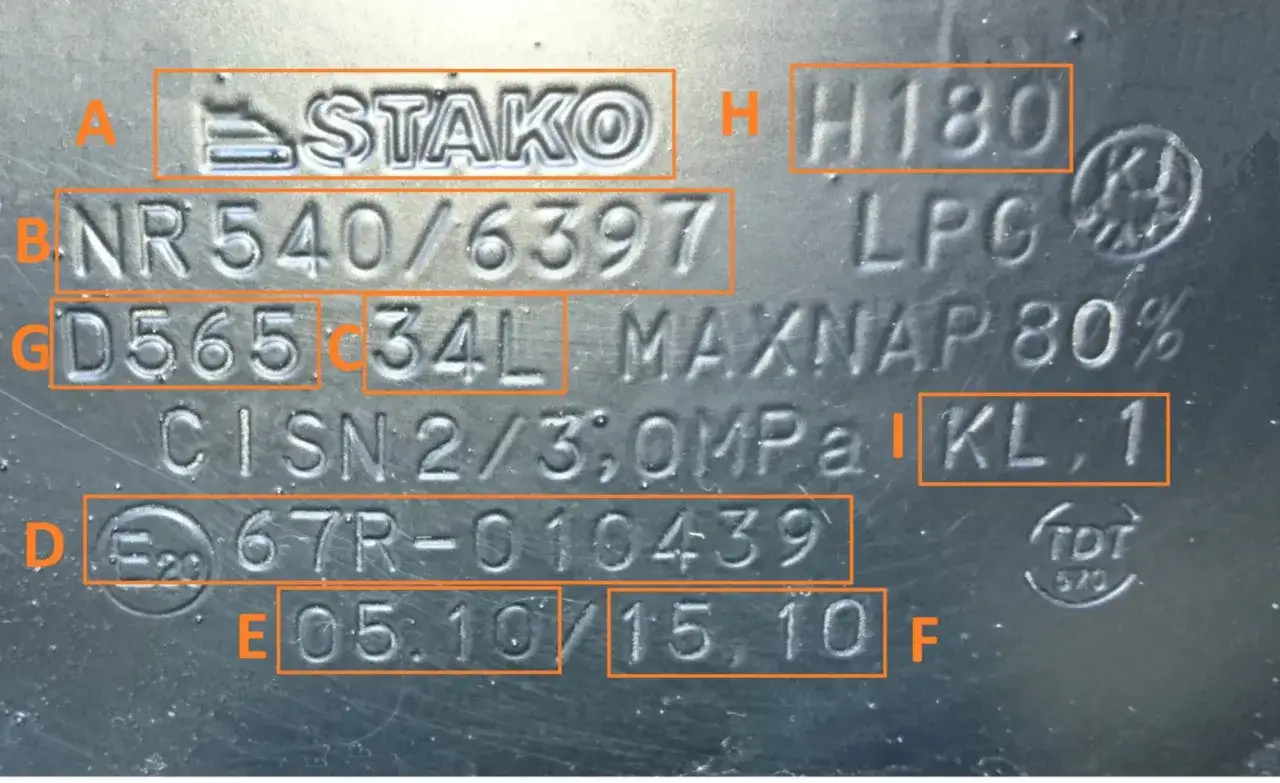 A STAKO H H180
B NR540/6397 LPG
G D565 C 34L MAXNAP80%
CISN2/3,0MPa I KL,1
D E20 67R-010439 TDT 520
E 05.10/15,10 F